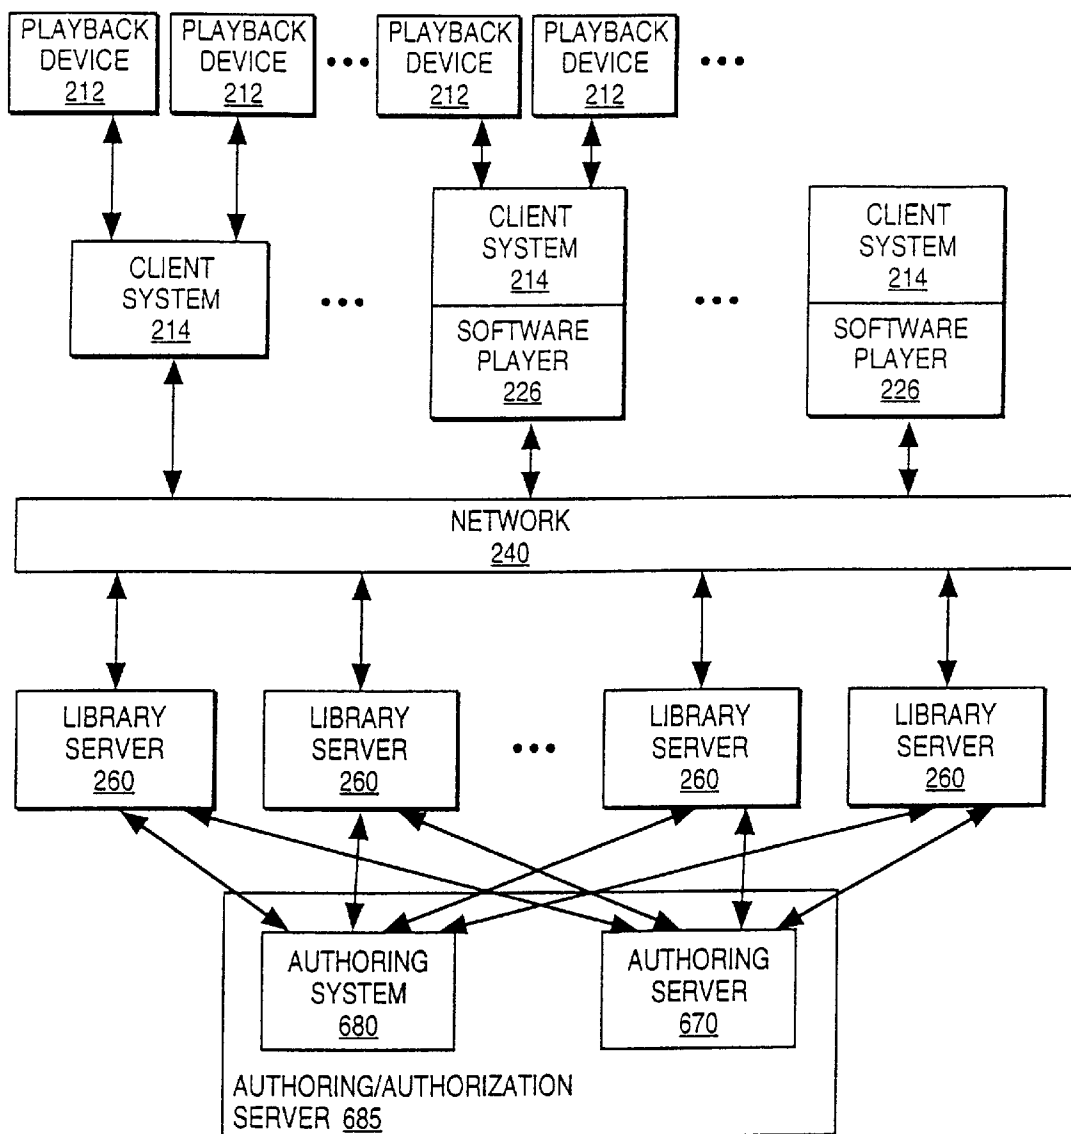 PLAYBACK
DEVICE
212
PLAYBACK
DEVICE
212
PLAYBACK
DEVICE
212
PLAYBACK
DEVICE
212
CLIENT
SYSTEM
214
CLIENT
SYSTEM
214
SOFTWARE
PLAYER
226
CLIENT
SYSTEM
214
SOFTWARE
PLAYER
226
NETWORK
240
LIBRARY
SERVER
260
LIBRARY
SERVER
260
LIBRARY
SERVER
260
LIBRARY
SERVER
260
AUTHORING
SYSTEM
680
AUTHORING
SERVER
670
AUTHORING/AUTHORIZATION
SERVER 685